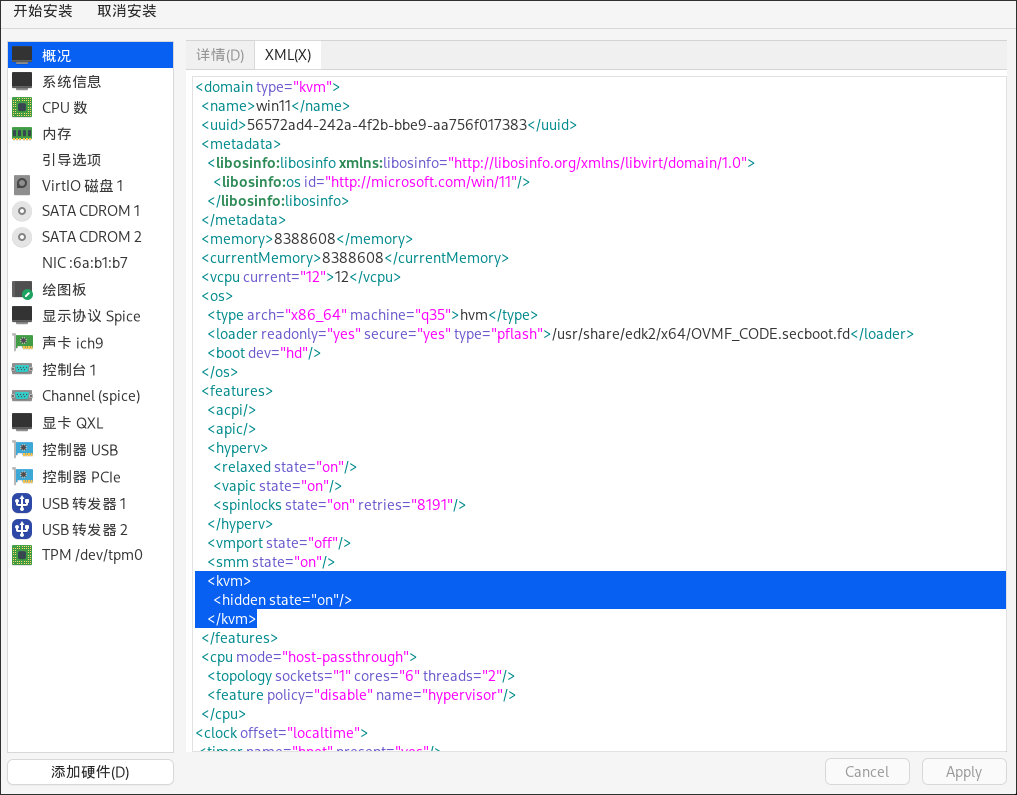 开始安装 取消安装
概况
系统信息
CPU 数
内存
引导选项
VirtIO 磁盘 1
SATA CDROM 1
SATA CDROM 2
NIC :6a:b1:b7
绘图板
显示协议 Spice
声卡 ich9
控制台 1
Channel (spice)
显卡 QXL
控制器 USB
控制器 PCIe
USB 转发器 1
USB 转发器 2
TPM /dev/tpm0
添加硬件(D)
详情(D) XML(X)
<domain type="kvm">
<name>win11</name>
<uuid>56572ad4-242a-4f2b-bbe9-aa756f017383</uuid>
<metadata>
<libosinfo:libosinfo xmlns:libosinfo="http://libosinfo.org/xmlns/libvirt/domain/1.0">
<libosinfo:os id="http://microsoft.com/win/11"/>
</libosinfo:libosinfo>
</metadata>
<memory>8388608</memory>
<currentMemory>8388608</currentMemory>
<vcpu current="12">12</vcpu>
<os>
<type arch="x86_64" machine="q35">hvm</type>
<loader readonly="yes" secure="yes" type="pflash">/usr/share/edk2/x64/OVMF_CODE.secboot.fd</loader>
<boot dev="hd"/>
</os>
<features>
<acpi/>
<apic/>
<hyperv>
<relaxed state="on"/>
<vapic state="on"/>
<spinlocks state="on" retries="8191"/>
</hyperv>
<vmport state="off"/>
<smm state="on"/>
<kvm>
<hidden state="on"/>
</kvm>
</features>
<cpu mode="host-passthrough">
<topology sockets="1" cores="6" threads="2"/>
<feature policy="disable" name="hypervisor"/>
</cpu>
<clock offset="localtime">
<timer name="hpet" present="yes"/>
Cancel Apply